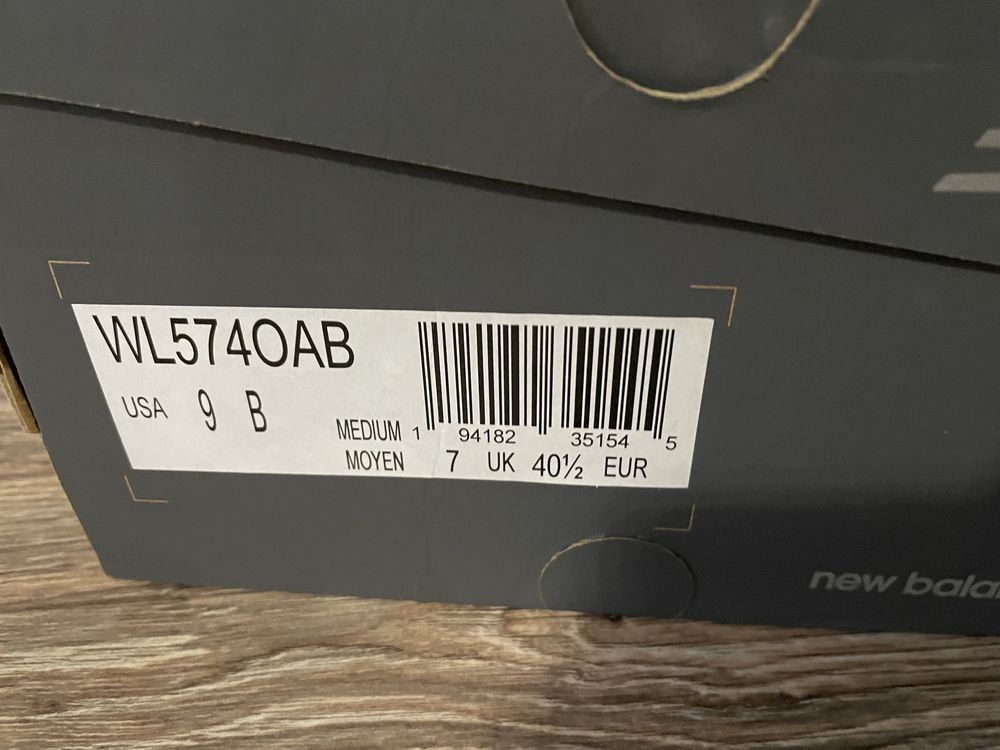 WL574OAB
USA 9 B
MEDIUM
MOYEN
1 94182 35154 5
7 UK 40½ EUR
new bala